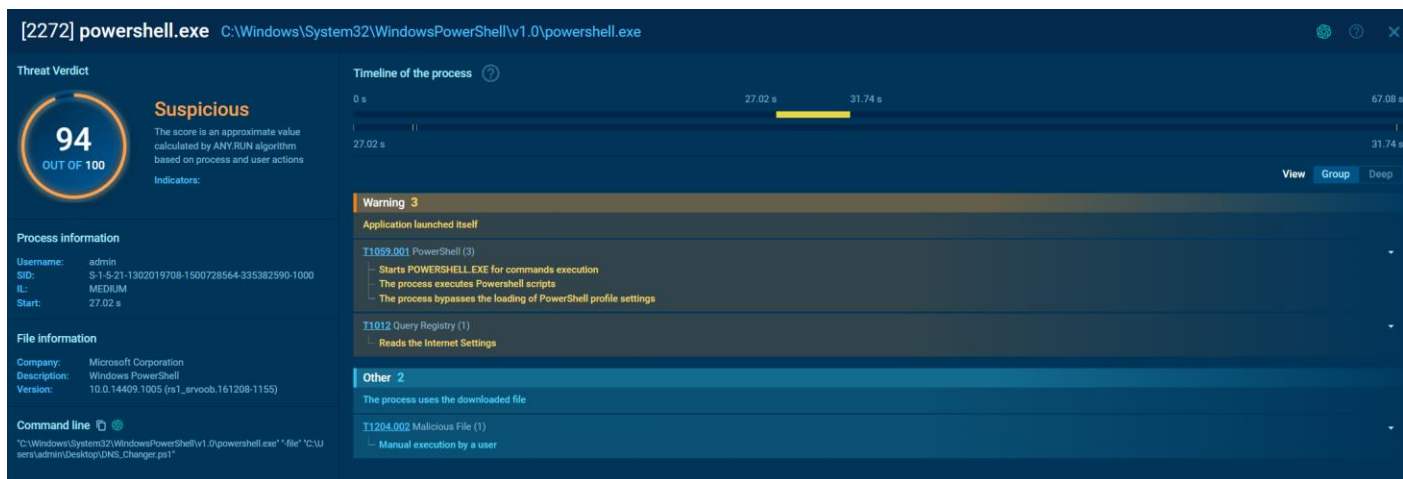 [2272] powershell.exe C:\Windows\System32\WindowsPowerShell\v1.0\powershell.exe
Threat Verdict
94
OUT OF 100
Suspicious
The score is an approximate value
calculated by ANY.RUN algorithm
based on process and user actions
Indicators:
Process information
Username: admin
SID: S-1-5-21-1302019708-1500728564-335382590-1000
IL: MEDIUM
Start: 27.02 s
File information
Company: Microsoft Corporation
Description: Windows PowerShell
Version: 10.0.14409.1005 (rs1_srvoob.161208-1155)
Command line
"C:\Windows\System32\WindowsPowerShell\v1.0\powershell.exe" "-file" "C:\U
sers\admin\Desktop\DNS_Changer.ps1"
Timeline of the process ?
0 s 27.02 s 31.74 s 67.08 s
27.02 s 31.74 s
View Group Deep
Warning 3
Application launched itself
T1059.001 PowerShell (3)
Starts POWERSHELL.EXE for commands execution
The process executes Powershell scripts
The process bypasses the loading of PowerShell profile settings
T1012 Query Registry (1)
Reads the Internet Settings
Other 2
The process uses the downloaded file
T1204.002 Malicious File (1)
Manual execution by a user